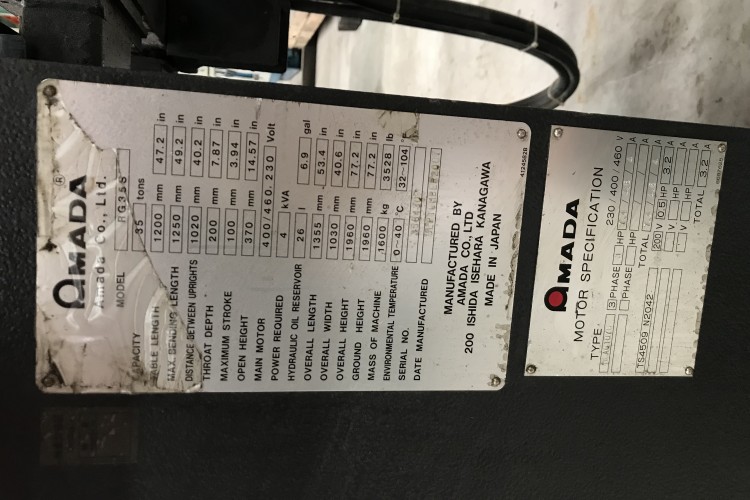 AMADA ®
Amada Co., Ltd.
MODEL RG35S
CAPACITY 35 tons
TABLE LENGTH 1200 mm 47.2 in
MAX. BENDING LENGTH 1250 mm 49.2 in
DISTANCE BETWEEN UPRIGHTS 1020 mm 40.2 in
THROAT DEPTH 200 mm 7.87 in
MAXIMUM STROKE 100 mm 3.94 in
OPEN HEIGHT 370 mm 14.57 in
MAIN MOTOR 400/460.230 Volt
POWER REQUIRED 4 kVA
HYDRAULIC OIL RESERVOIR 26 l 6.9 gal
OVERALL LENGTH 1355 mm 53.4 in
OVERALL WIDTH 1030 mm 40.6 in
OVERALL HEIGHT 1960 mm 77.2 in
GROUND HEIGHT 1960 mm 77.2 in
MASS OF MACHINE 1600 kg 3528 lb
ENVIRONMENTAL TEMPERATURE 0-40 °C 32-104
SERIAL NO.
DATE MANUFACTURED
MANUFACTURED BY
AMADA CO., LTD
200 ISHIDA ISEHARA KANAGAWA
MADE IN JAPAN
AMADA
MOTOR SPECIFICATION
TYPE 230/400/460 V
3 PHASE HP A
PHASE HP A
TOTAL A
TS4509 N2042 200 V 0.5 HP 3.2 A
V HP A
TOTAL 3.2 A